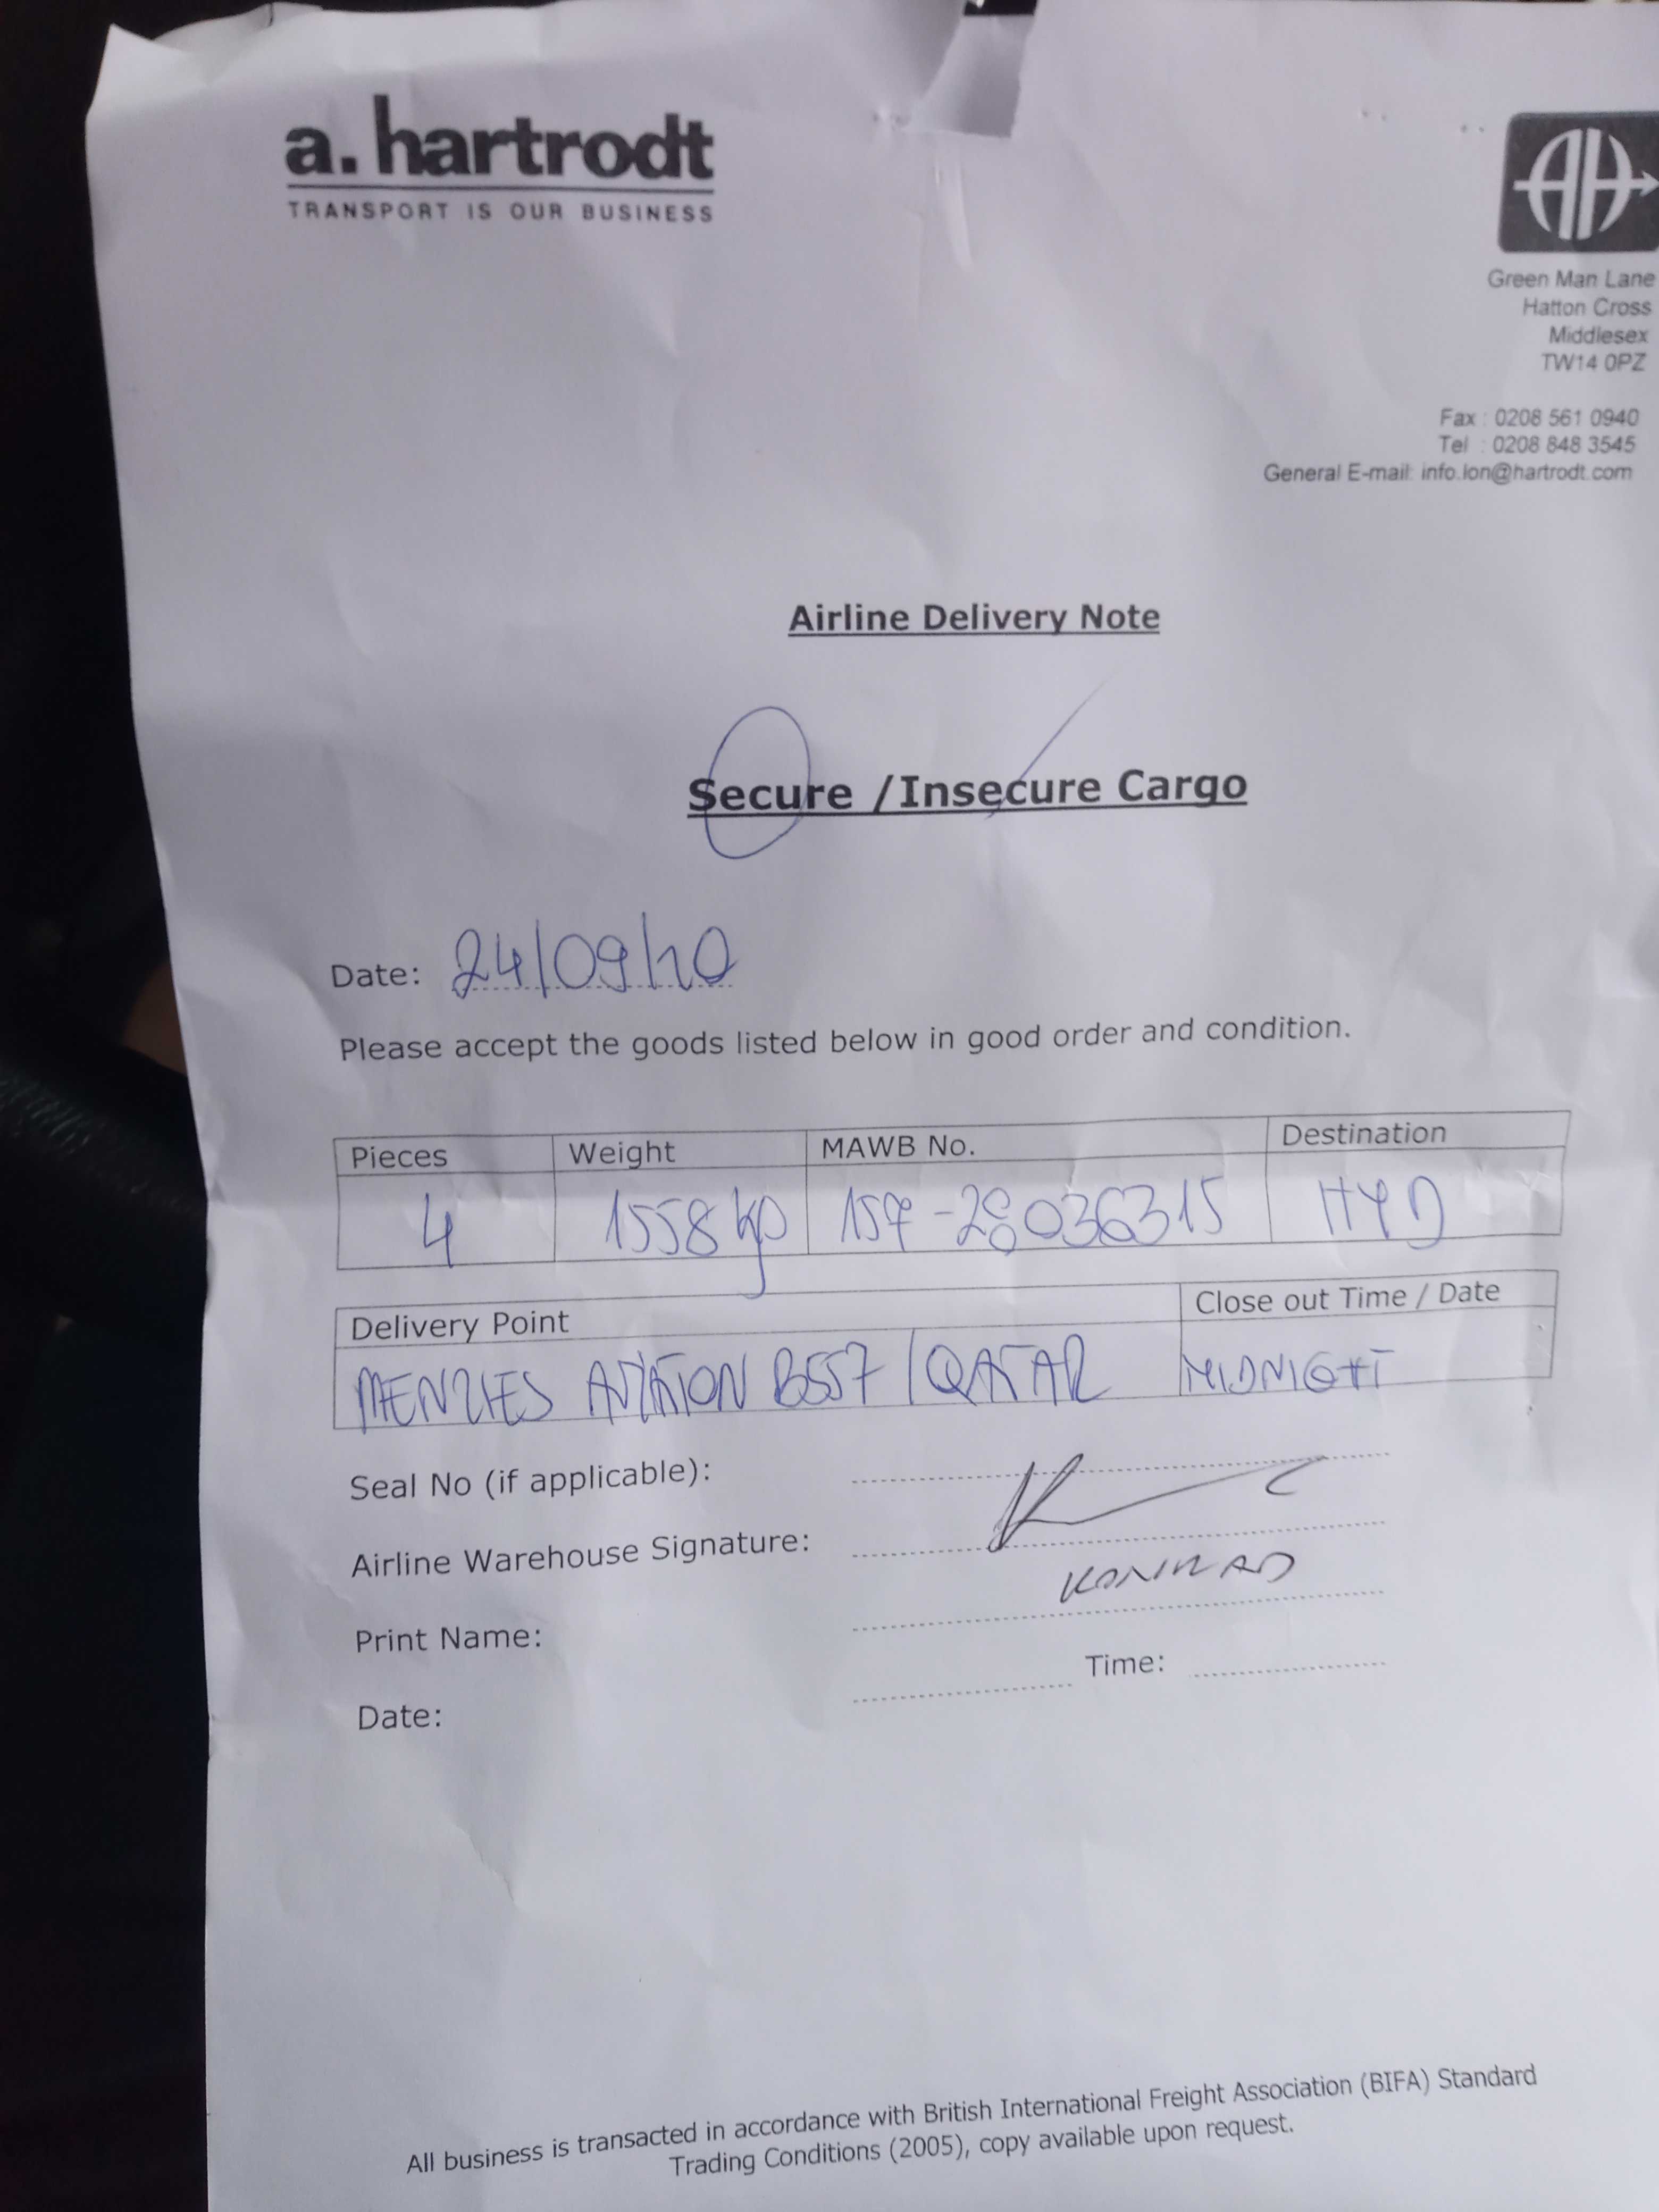 a. hartrodt
TRANSPORT IS OUR BUSINESS
AH
Green Man Lane
Hatton Cross
Middlesex
TW14 0PZ
Fax : 0208 561 0940
Tel : 0208 848 3545
General E-mail: info.lon@hartrodt.com
Airline Delivery Note
Secure /Insecure Cargo
Date: 24/09/20
Please accept the goods listed below in good order and condition.
Pieces Weight MAWB No. Destination
4 1558 kg 157-28036315 HYD
Delivery Point Close out Time / Date
MENZIES AVIATION B557 / QATAR MIDNIGHT
Seal No (if applicable):
Airline Warehouse Signature:
KONRAD
Print Name:
Time:
Date:
All business is transacted in accordance with British International Freight Association (BIFA) Standard
Trading Conditions (2005), copy available upon request.